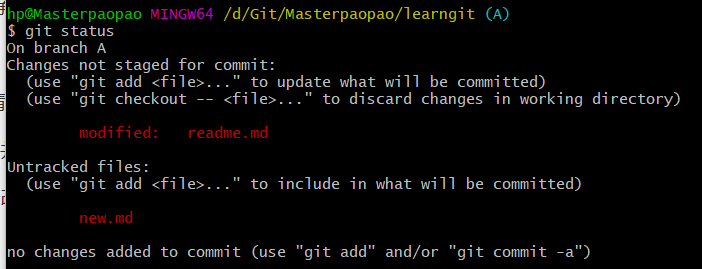 hp@Masterpaopao MINGW64 /d/Git/Masterpaopao/learngit (A)
$ git status
On branch A
Changes not staged for commit:
  (use "git add <file>..." to update what will be committed)
  (use "git checkout -- <file>..." to discard changes in working directory)

        modified:   readme.md

Untracked files:
  (use "git add <file>..." to include in what will be committed)

        new.md

no changes added to commit (use "git add" and/or "git commit -a")